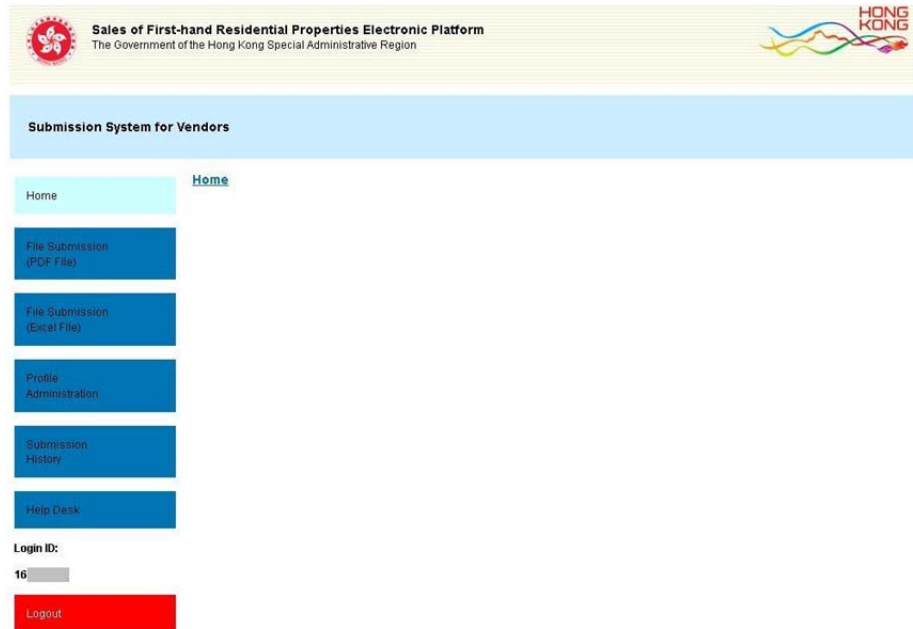 Sales of First-hand Residential Properties Electronic Platform
The Government of the Hong Kong Special Administrative Region
HONG
KONG
Submission System for Vendors
Home
Home
File Submission
(PDF File)
File Submission
(Excel File)
Profile
Administration
Submission
History
Help Desk
Login ID:
16
Logout